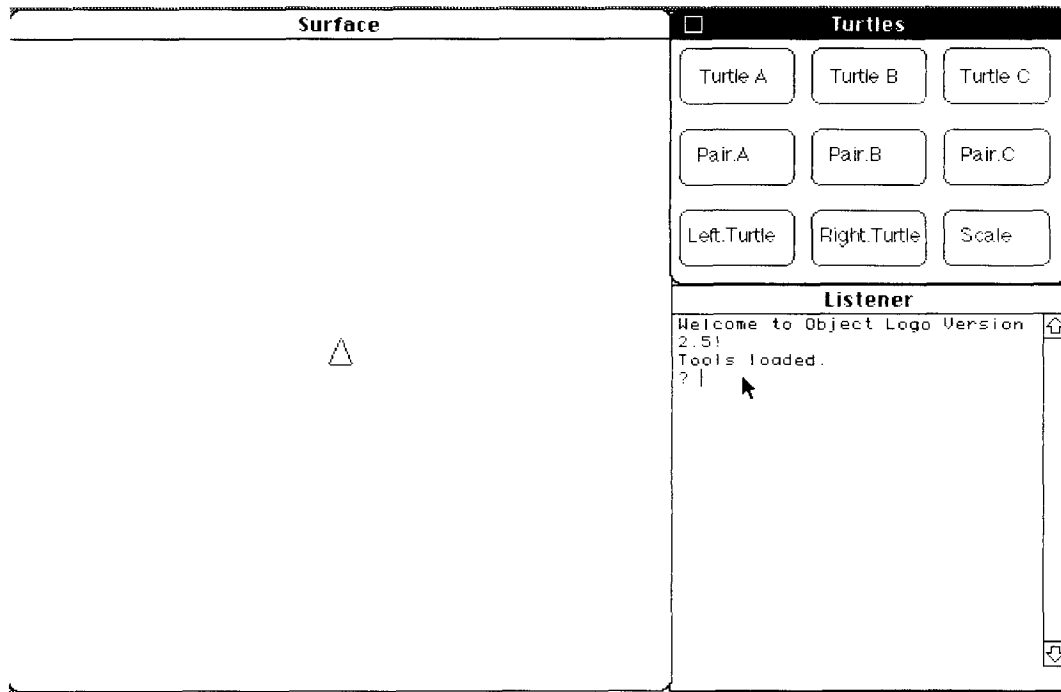 Surface
Turtles
Turtle A
Turtle B
Turtle C
Pair.A
Pair.B
Pair.C
Left.Turtle
Right.Turtle
Scale
Listener
Welcome to Object Logo Version
2.5!
Tools loaded.
?